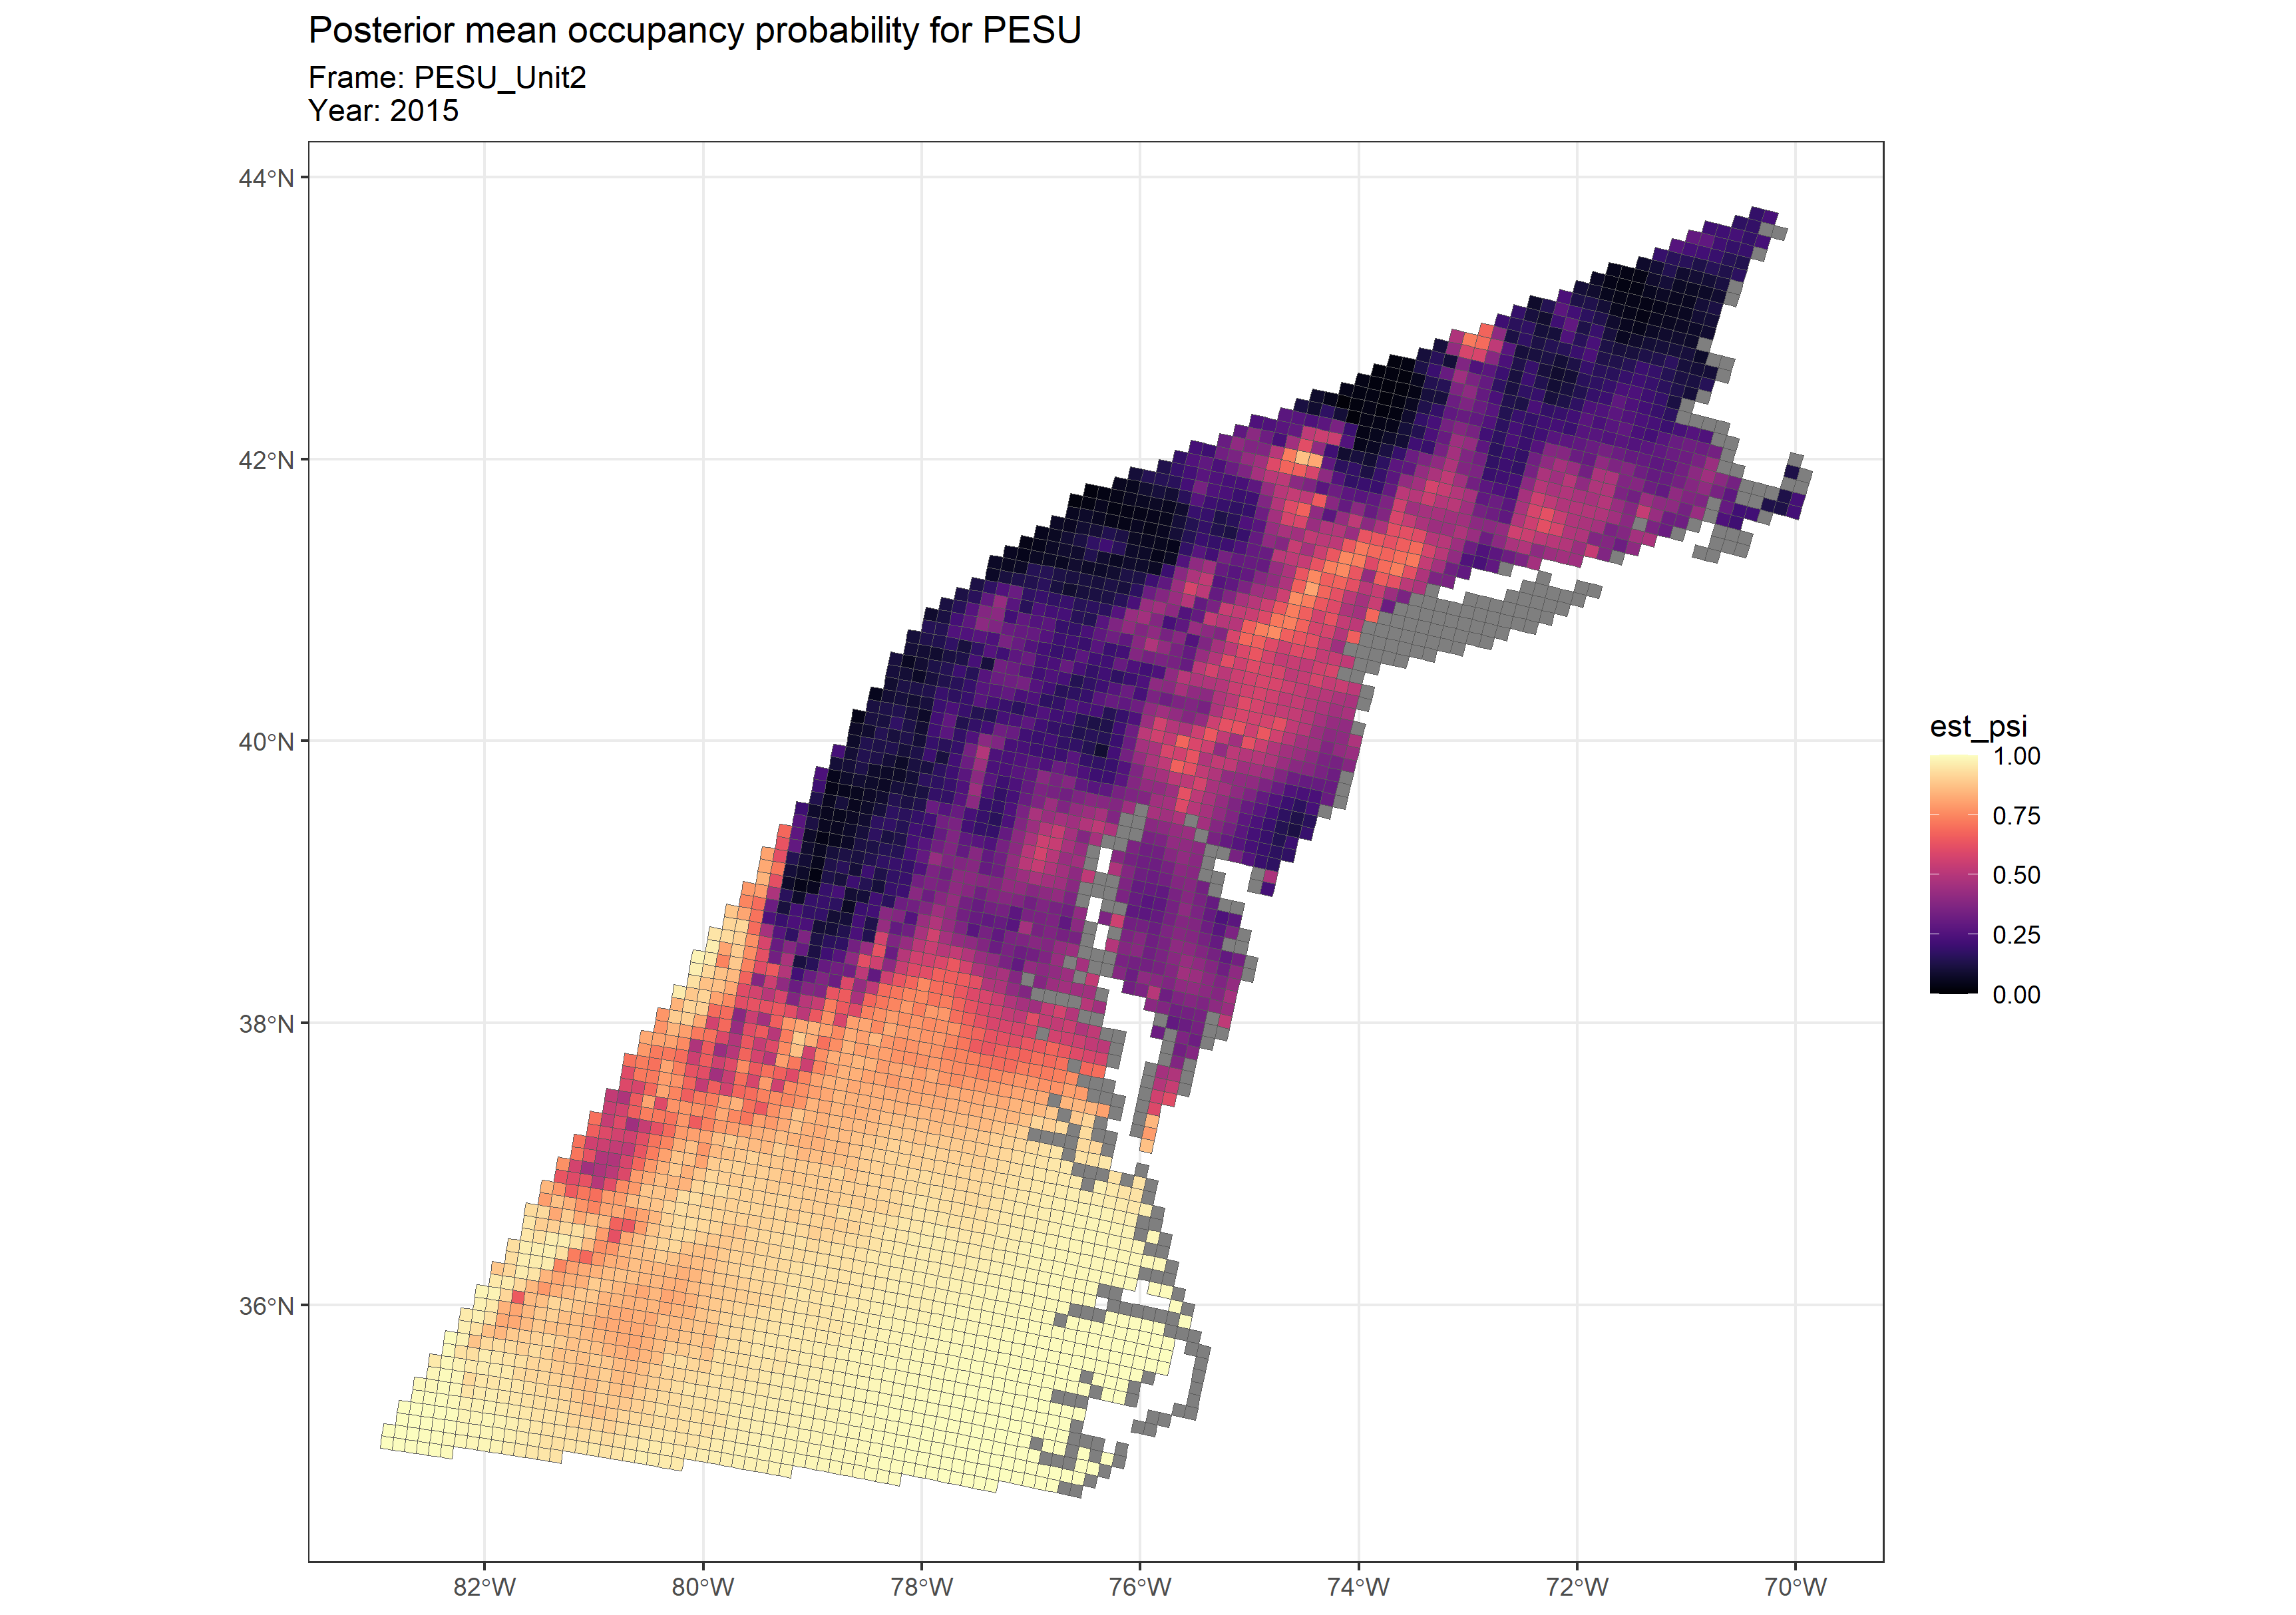 Posterior mean occupancy probability for PESU
Frame: PESU_Unit2
Year: 2015
44°N
42°N
40°N
38°N
36°N
82°W
80°W
78°W
76°W
74°W
72°W
70°W
est_psi
1.00
0.75
0.50
0.25
0.00